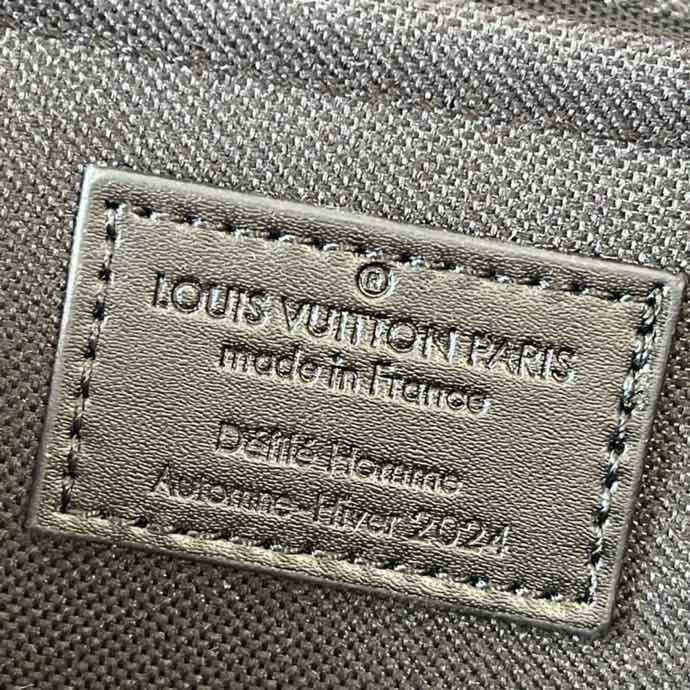 ®
LOUIS VUITTON PARIS
made in France
Défilé Homme
Automne-Hiver 2024